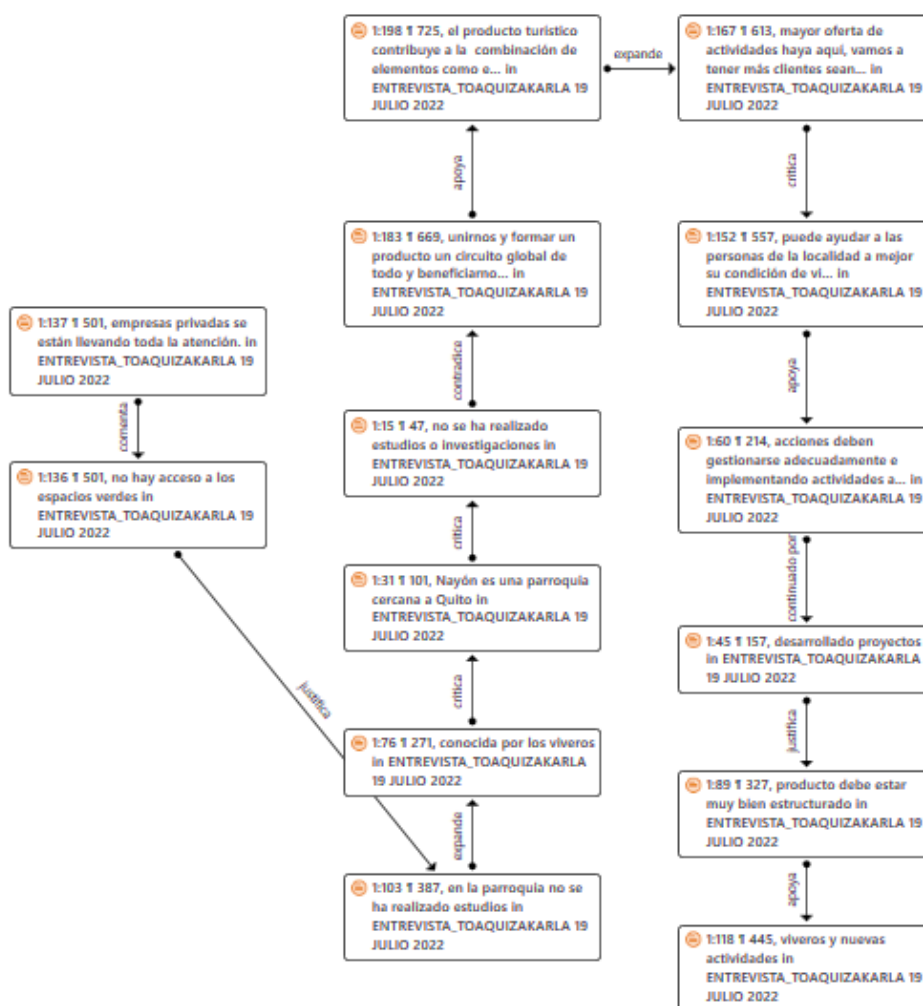 1:198 ¶ 725, el producto turístico
contribuye a la combinación de
elementos como e... in
ENTREVISTA_TOAQUIZAKARLA 19
JULIO 2022
expande
1:167 ¶ 613, mayor oferta de
actividades haya aquí, vamos a
tener más clientes sean... in
ENTREVISTA_TOAQUIZAKARLA 19
JULIO 2022
apoya
critica
1:183 ¶ 669, unirnos y formar un
producto un circuito global de
todo y beneficiarno... in
ENTREVISTA_TOAQUIZAKARLA 19
JULIO 2022
1:152 ¶ 557, puede ayudar a las
personas de la localidad a mejor
su condición de vi... in
ENTREVISTA_TOAQUIZAKARLA 19
JULIO 2022
1:137 ¶ 501, empresas privadas se
están llevando toda la atención. in
ENTREVISTA_TOAQUIZAKARLA 19
JULIO 2022
contradice
apoya
comenta
1:15 ¶ 47, no se ha realizado
estudios o investigaciones in
ENTREVISTA_TOAQUIZAKARLA 19
JULIO 2022
1:60 ¶ 214, acciones deben
gestionarse adecuadamente e
implementando actividades a... in
ENTREVISTA_TOAQUIZAKARLA 19
JULIO 2022
1:136 ¶ 501, no hay acceso a los
espacios verdes in
ENTREVISTA_TOAQUIZAKARLA 19
JULIO 2022
critica
continuado por
1:31 ¶ 101, Nayón es una parroquia
cercana a Quito in
ENTREVISTA_TOAQUIZAKARLA 19
JULIO 2022
1:45 ¶ 157, desarrollado proyectos
in ENTREVISTA_TOAQUIZAKARLA
19 JULIO 2022
justifica
critica
justifica
1:76 ¶ 271, conocida por los viveros
in ENTREVISTA_TOAQUIZAKARLA
19 JULIO 2022
1:89 ¶ 327, producto debe estar
muy bien estructurado in
ENTREVISTA_TOAQUIZAKARLA 19
JULIO 2022
expande
apoya
1:103 ¶ 387, en la parroquia no se
ha realizado estudios in
ENTREVISTA_TOAQUIZAKARLA 19
JULIO 2022
1:118 ¶ 445, viveros y nuevas
actividades in
ENTREVISTA_TOAQUIZAKARLA 19
JULIO 2022